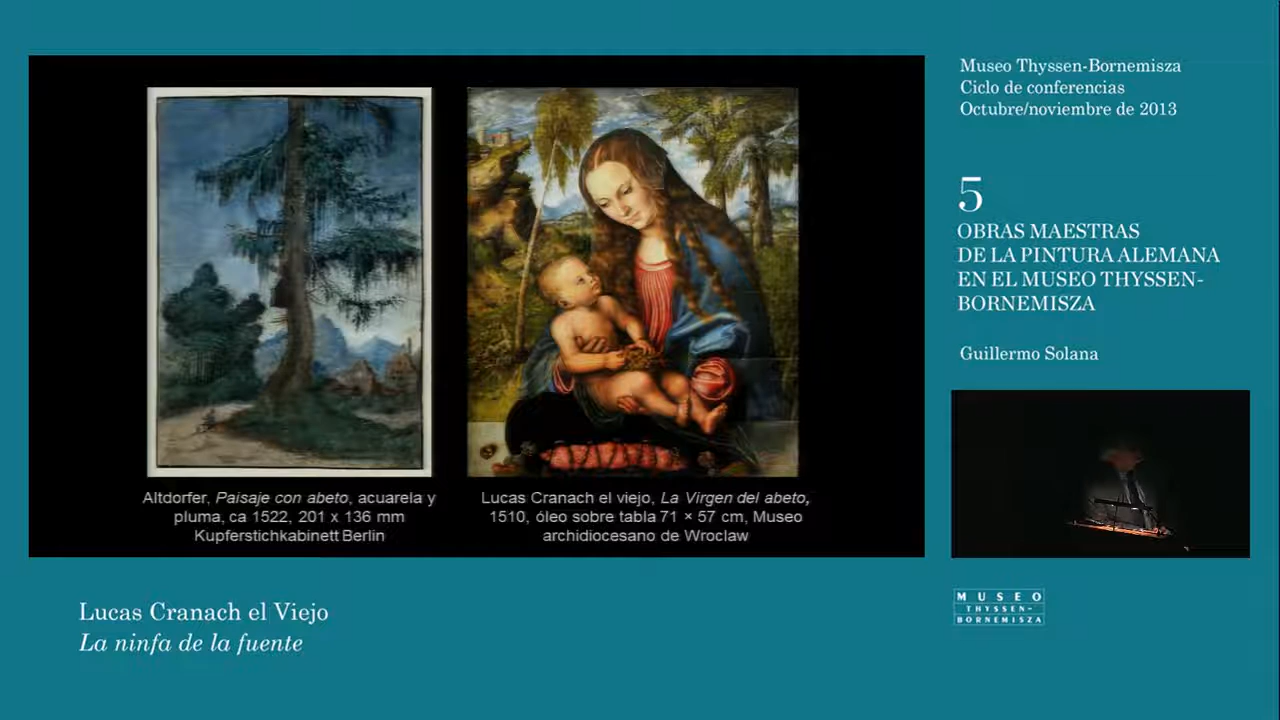 Museo Thyssen-Bornemisza
Ciclo de conferencias
Octubre/noviembre de 2013
5
OBRAS MAESTRAS
DE LA PINTURA ALEMANA
EN EL MUSEO THYSSEN-
BORNEMISZA
Guillermo Solana
Altdorfer, Paisaje con abeto, acuarela y
pluma, ca 1522, 201 x 136 mm
Kupferstichkabinett Berlin
Lucas Cranach el viejo, La Virgen del abeto,
1510, óleo sobre tabla 71 × 57 cm, Museo
archidiocesano de Wroclaw
Lucas Cranach el Viejo
La ninfa de la fuente
MUSEO
THYSSEN-
BORNEMISZA